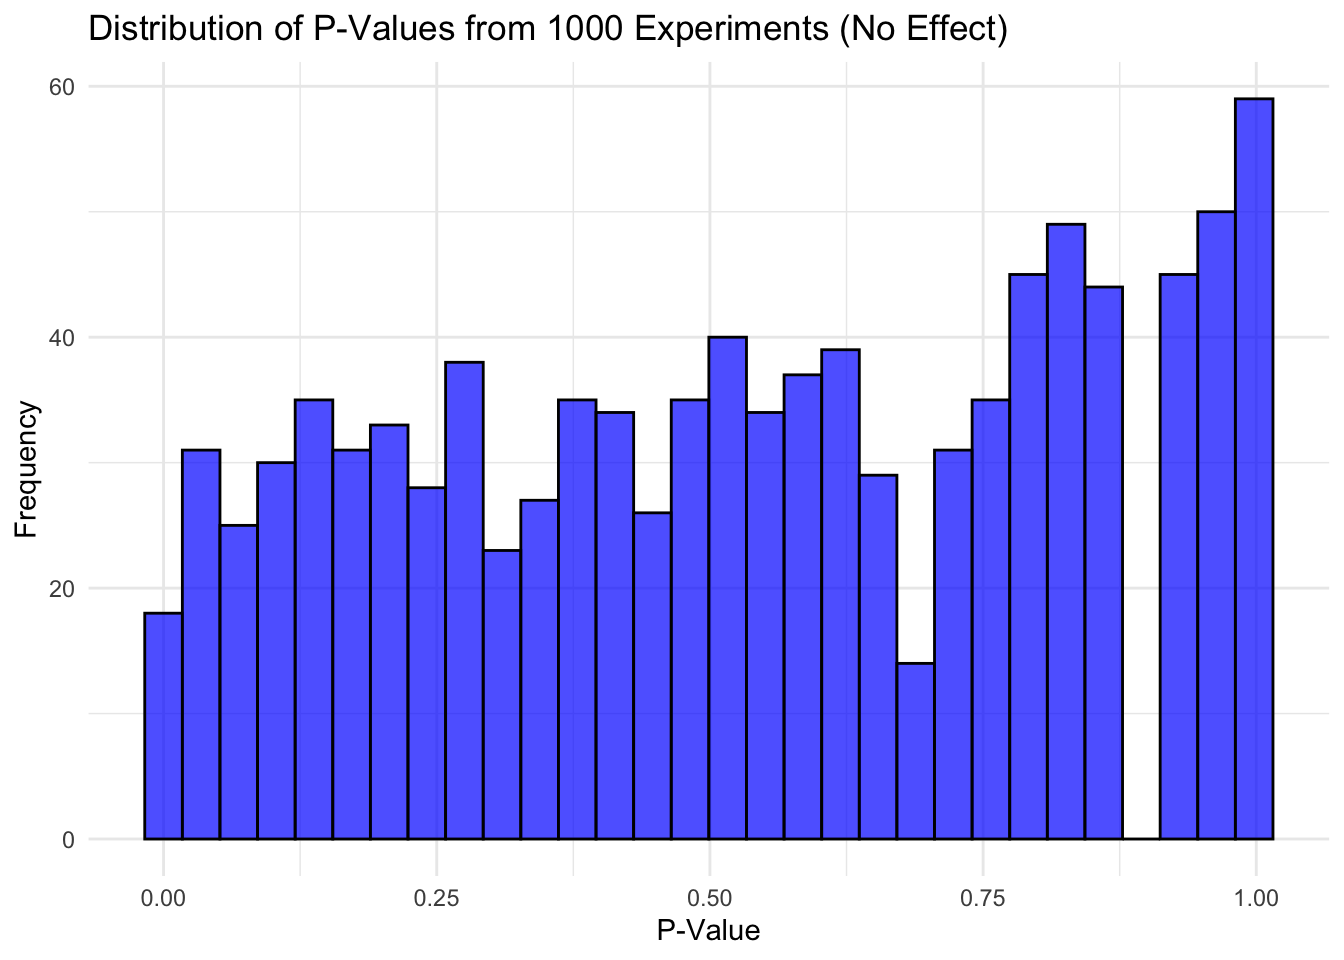 Distribution of P-Values from 1000 Experiments (No Effect)
60
40
20
0
Frequency
0.00 0.25 0.50 0.75 1.00
P-Value